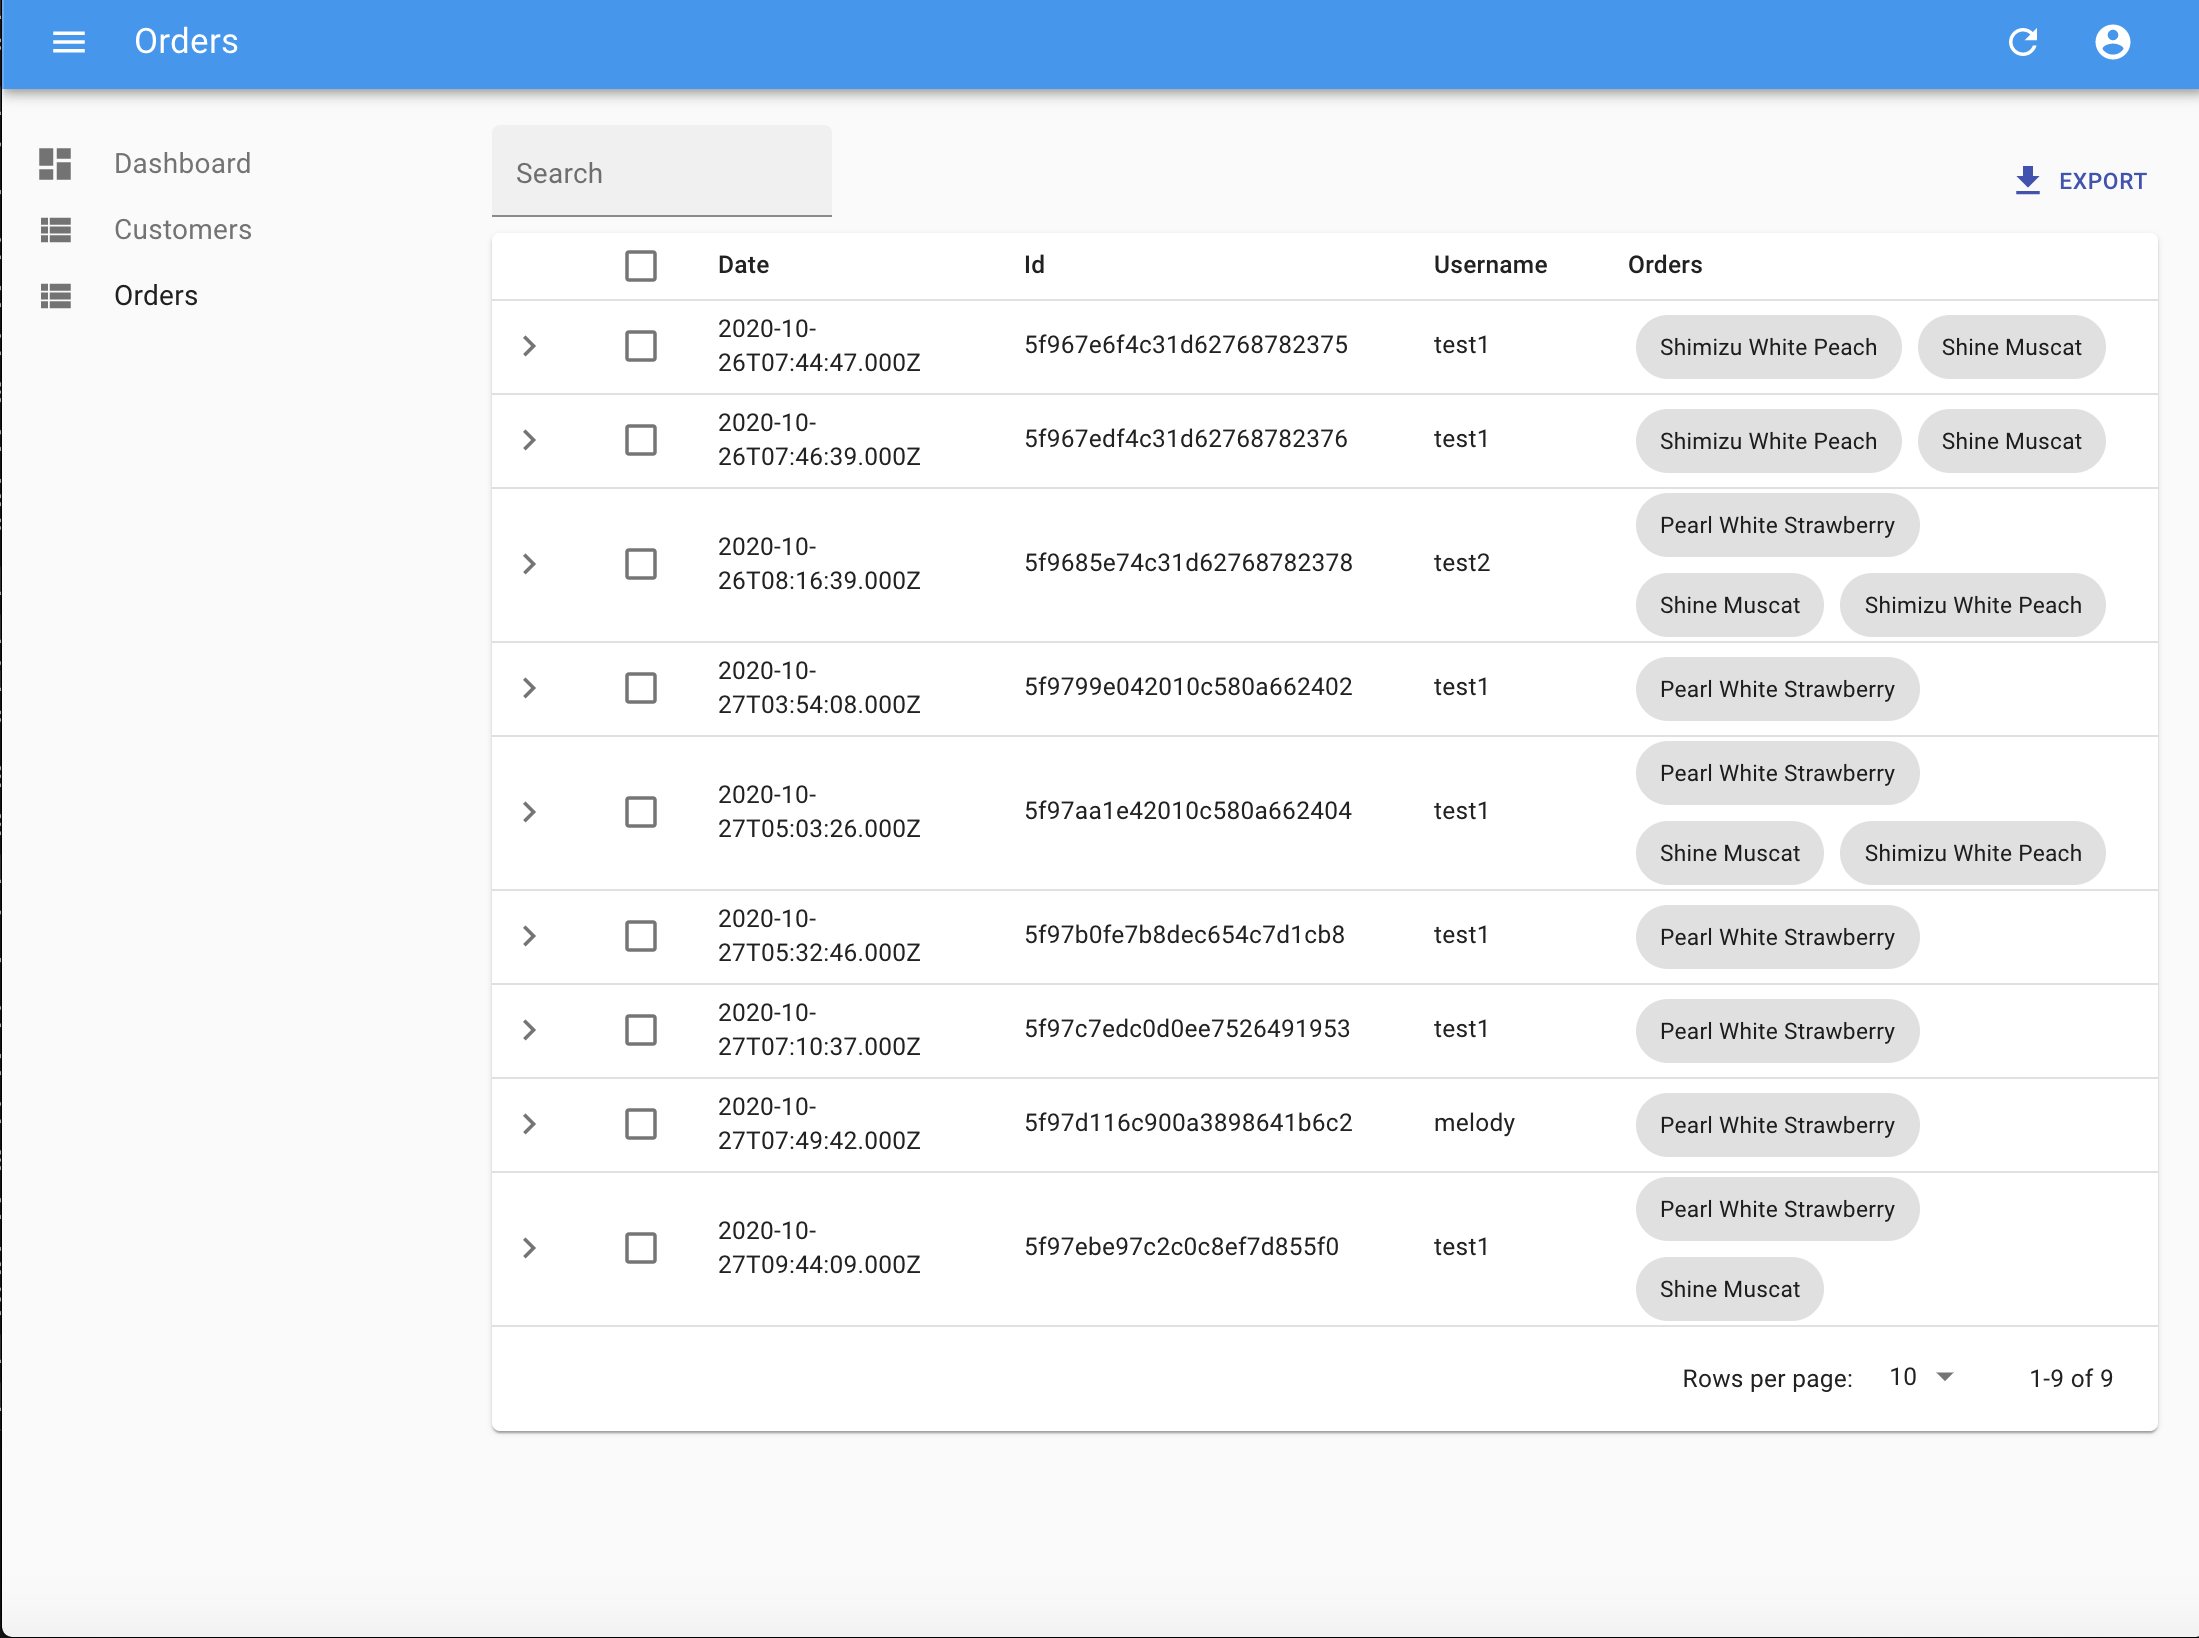 Orders
Dashboard
Customers
Orders
Search
EXPORT
Date Id Username Orders
2020-10-
26T07:44:47.000Z
5f967e6f4c31d62768782375 test1 Shimizu White Peach Shine Muscat
2020-10-
26T07:46:39.000Z
5f967edf4c31d62768782376 test1 Shimizu White Peach Shine Muscat
2020-10-
26T08:16:39.000Z
5f9685e74c31d62768782378 test2 Pearl White Strawberry
Shine Muscat Shimizu White Peach
2020-10-
27T03:54:08.000Z
5f9799e042010c580a662402 test1 Pearl White Strawberry
2020-10-
27T05:03:26.000Z
5f97aa1e42010c580a662404 test1 Pearl White Strawberry
Shine Muscat Shimizu White Peach
2020-10-
27T05:32:46.000Z
5f97b0fe7b8dec654c7d1cb8 test1 Pearl White Strawberry
2020-10-
27T07:10:37.000Z
5f97c7edc0d0ee7526491953 test1 Pearl White Strawberry
2020-10-
27T07:49:42.000Z
5f97d116c900a3898641b6c2 melody Pearl White Strawberry
2020-10-
27T09:44:09.000Z
5f97ebe97c2c0c8ef7d855f0 test1 Pearl White Strawberry
Shine Muscat
Rows per page: 10 1-9 of 9